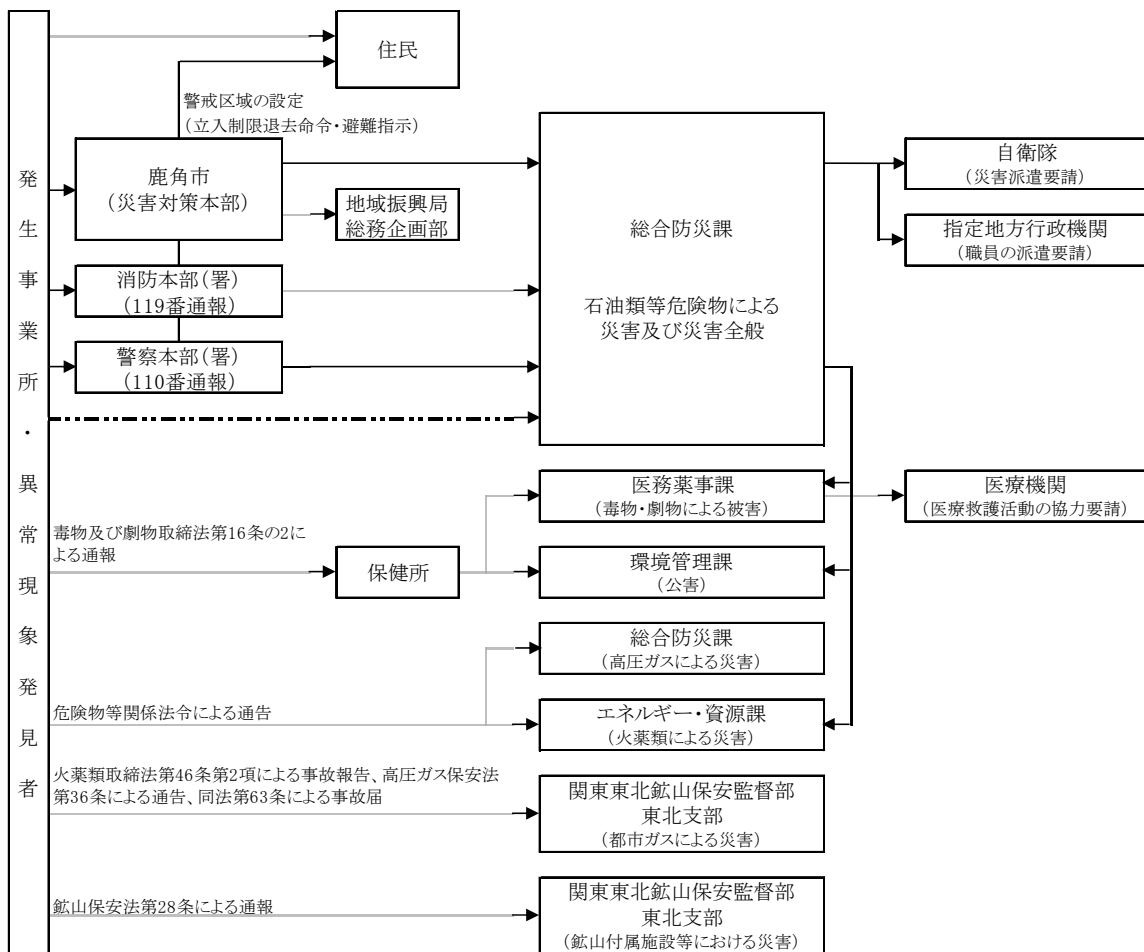 発生事業所・異常現象発見者
住民
警戒区域の設定
(立入制限退去命令・避難指示)
鹿角市
(災害対策本部)
地域振興局
総務企画部
消防本部(署)
(119番通報)
警察本部(署)
(110番通報)
総合防災課
石油類等危険物による
災害及び災害全般
自衛隊
(災害派遣要請)
指定地方行政機関
(職員の派遣要請)
毒物及び劇物取締法第16条の2に
よる通報
保健所
医務薬事課
(毒物・劇物による被害)
医療機関
(医療救護活動の協力要請)
環境管理課
(公害)
総合防災課
(高圧ガスによる災害)
危険物等関係法令による通告
エネルギー・資源課
(火薬類による災害)
火薬類取締法第46条第2項による事故報告、高圧ガス保安法
第36条による通告、同法第63条による事故届
関東東北鉱山保安監督部
東北支部
(都市ガスによる災害)
鉱山保安法第28条による通報
関東東北鉱山保安監督部
東北支部
(鉱山付属施設等における災害)